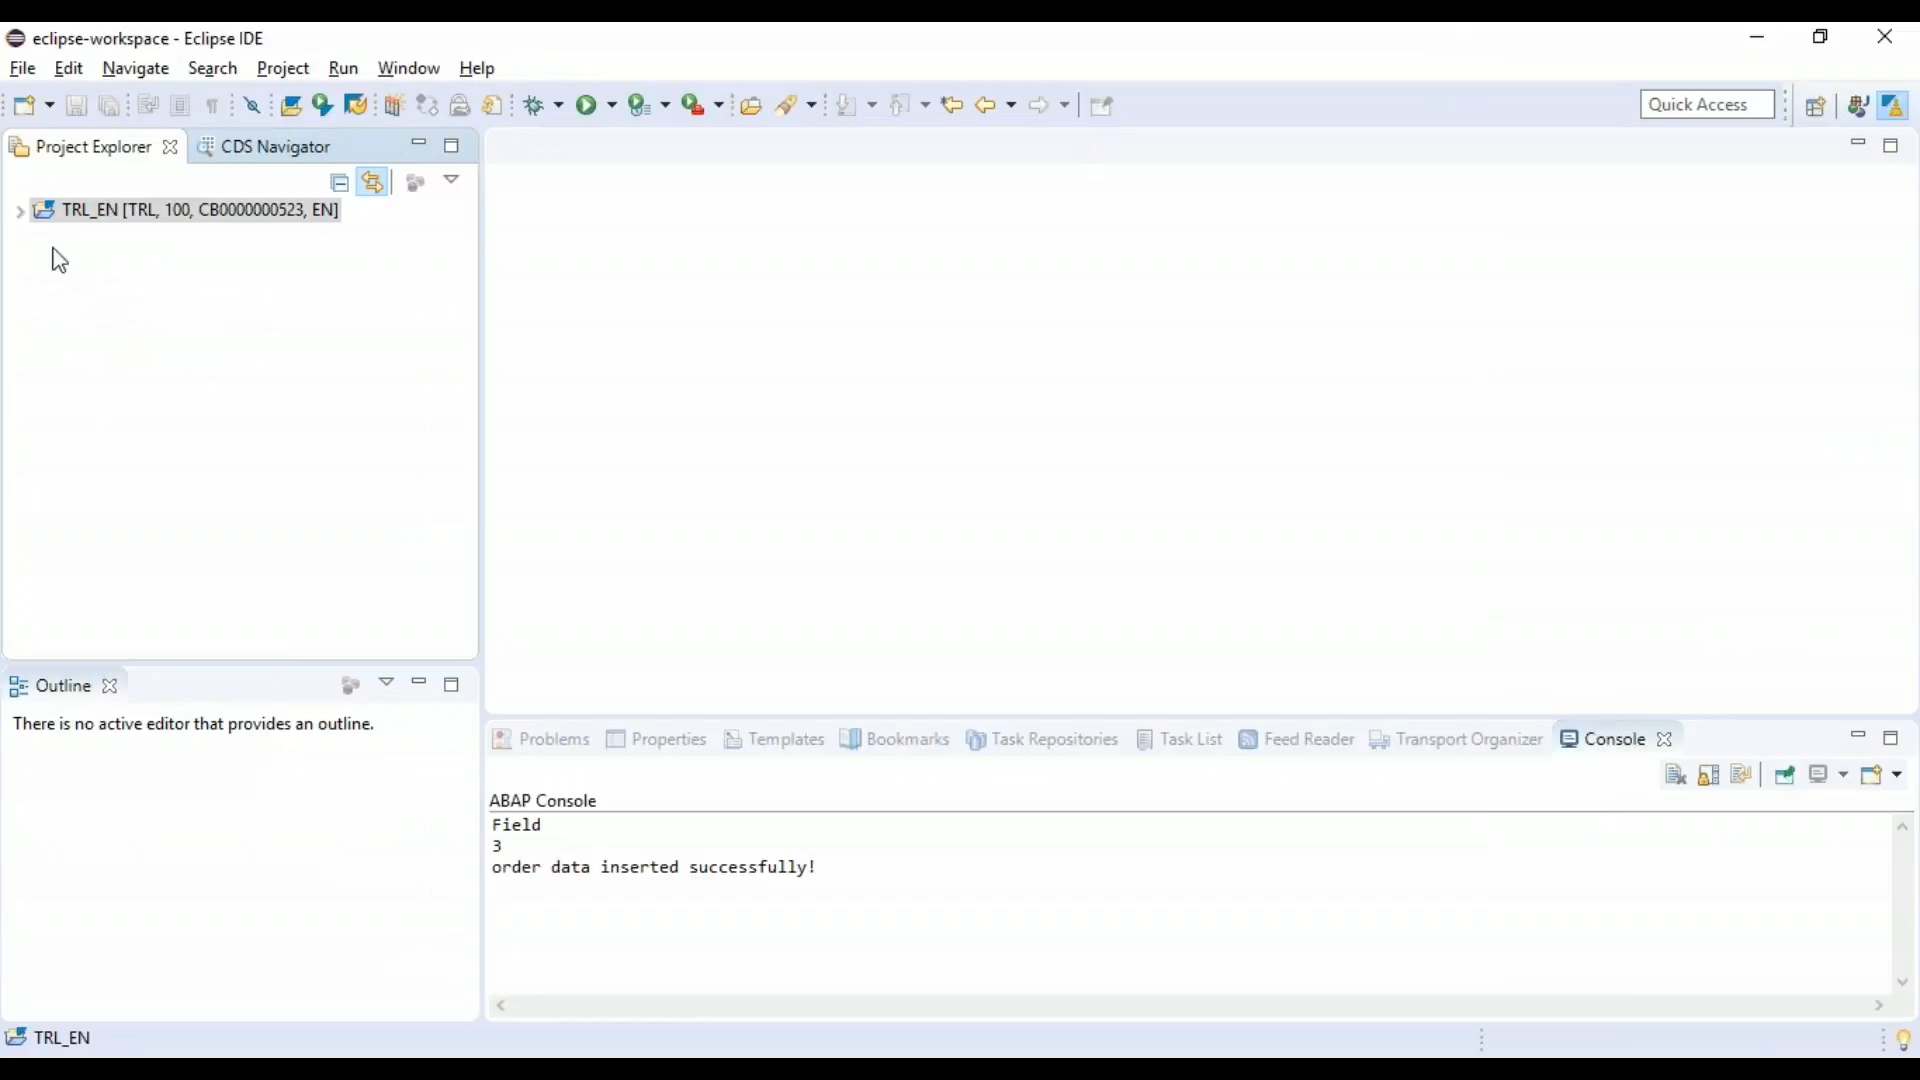 eclipse-workspace - Eclipse IDE
File Edit Navigate Search Project Run Window Help
Quick Access
Project Explorer CDS Navigator
TRL_EN [TRL, 100, CB0000000523, EN]
Outline
There is no active editor that provides an outline.
Problems Properties Templates Bookmarks Task Repositories Task List Feed Reader Transport Organizer Console
ABAP Console
Field
3
order data inserted successfully!
TRL_EN